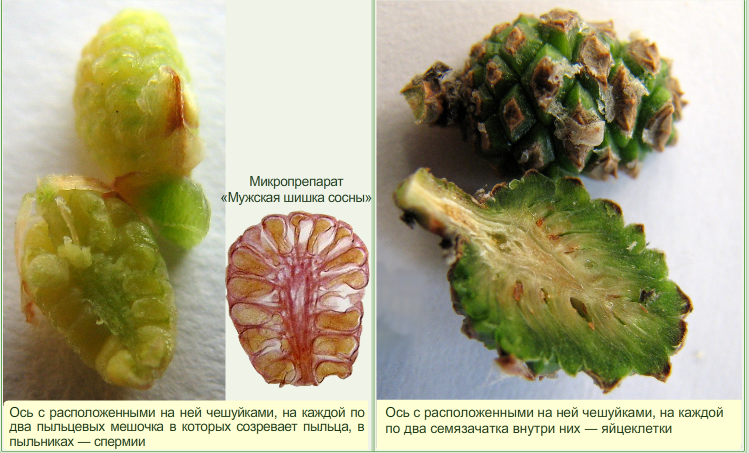 Микропрепарат
«Мужская шишка сосны»
Ось с расположенными на ней чешуйками, на каждой по
два пыльцевых мешочка в которых созревает пыльца, в
пыльниках — спермии
Ось с расположенными на ней чешуйками, на каждой
по два семязачатка внутри них — яйцеклетки